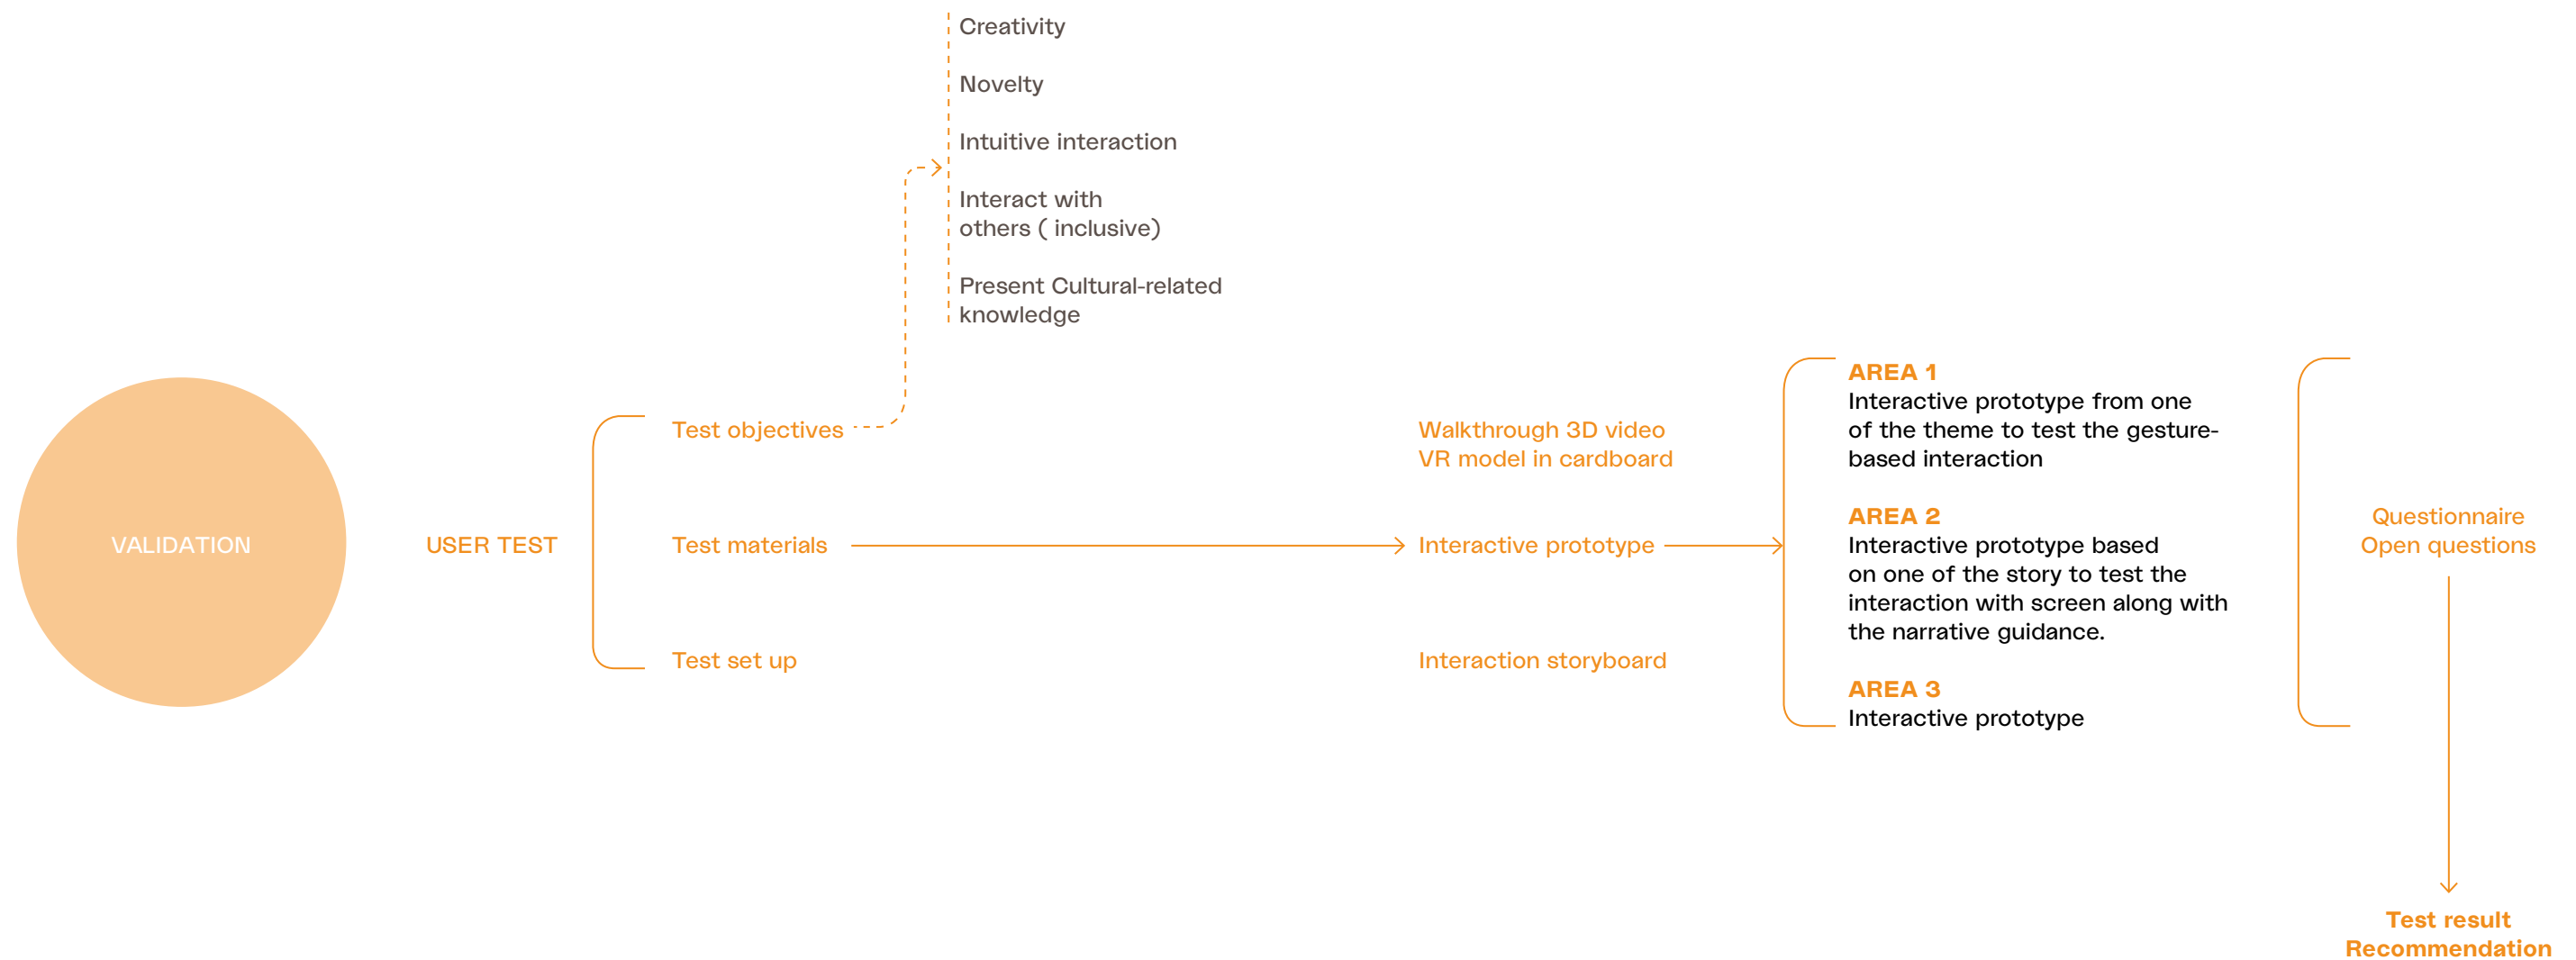 Creativity
Novelty
Intuitive interaction
Interact with
others ( inclusive)
Present Cultural-related
knowledge
VALIDATION
USER TEST
Test objectives
Test materials
Test set up
Walkthrough 3D video
VR model in cardboard
Interactive prototype
Interaction storyboard
AREA 1
Interactive prototype from one
of the theme to test the gesture-
based interaction
AREA 2
Interactive prototype based
on one of the story to test the
interaction with screen along with
the narrative guidance.
AREA 3
Interactive prototype
Questionnaire
Open questions
Test result
Recommendation